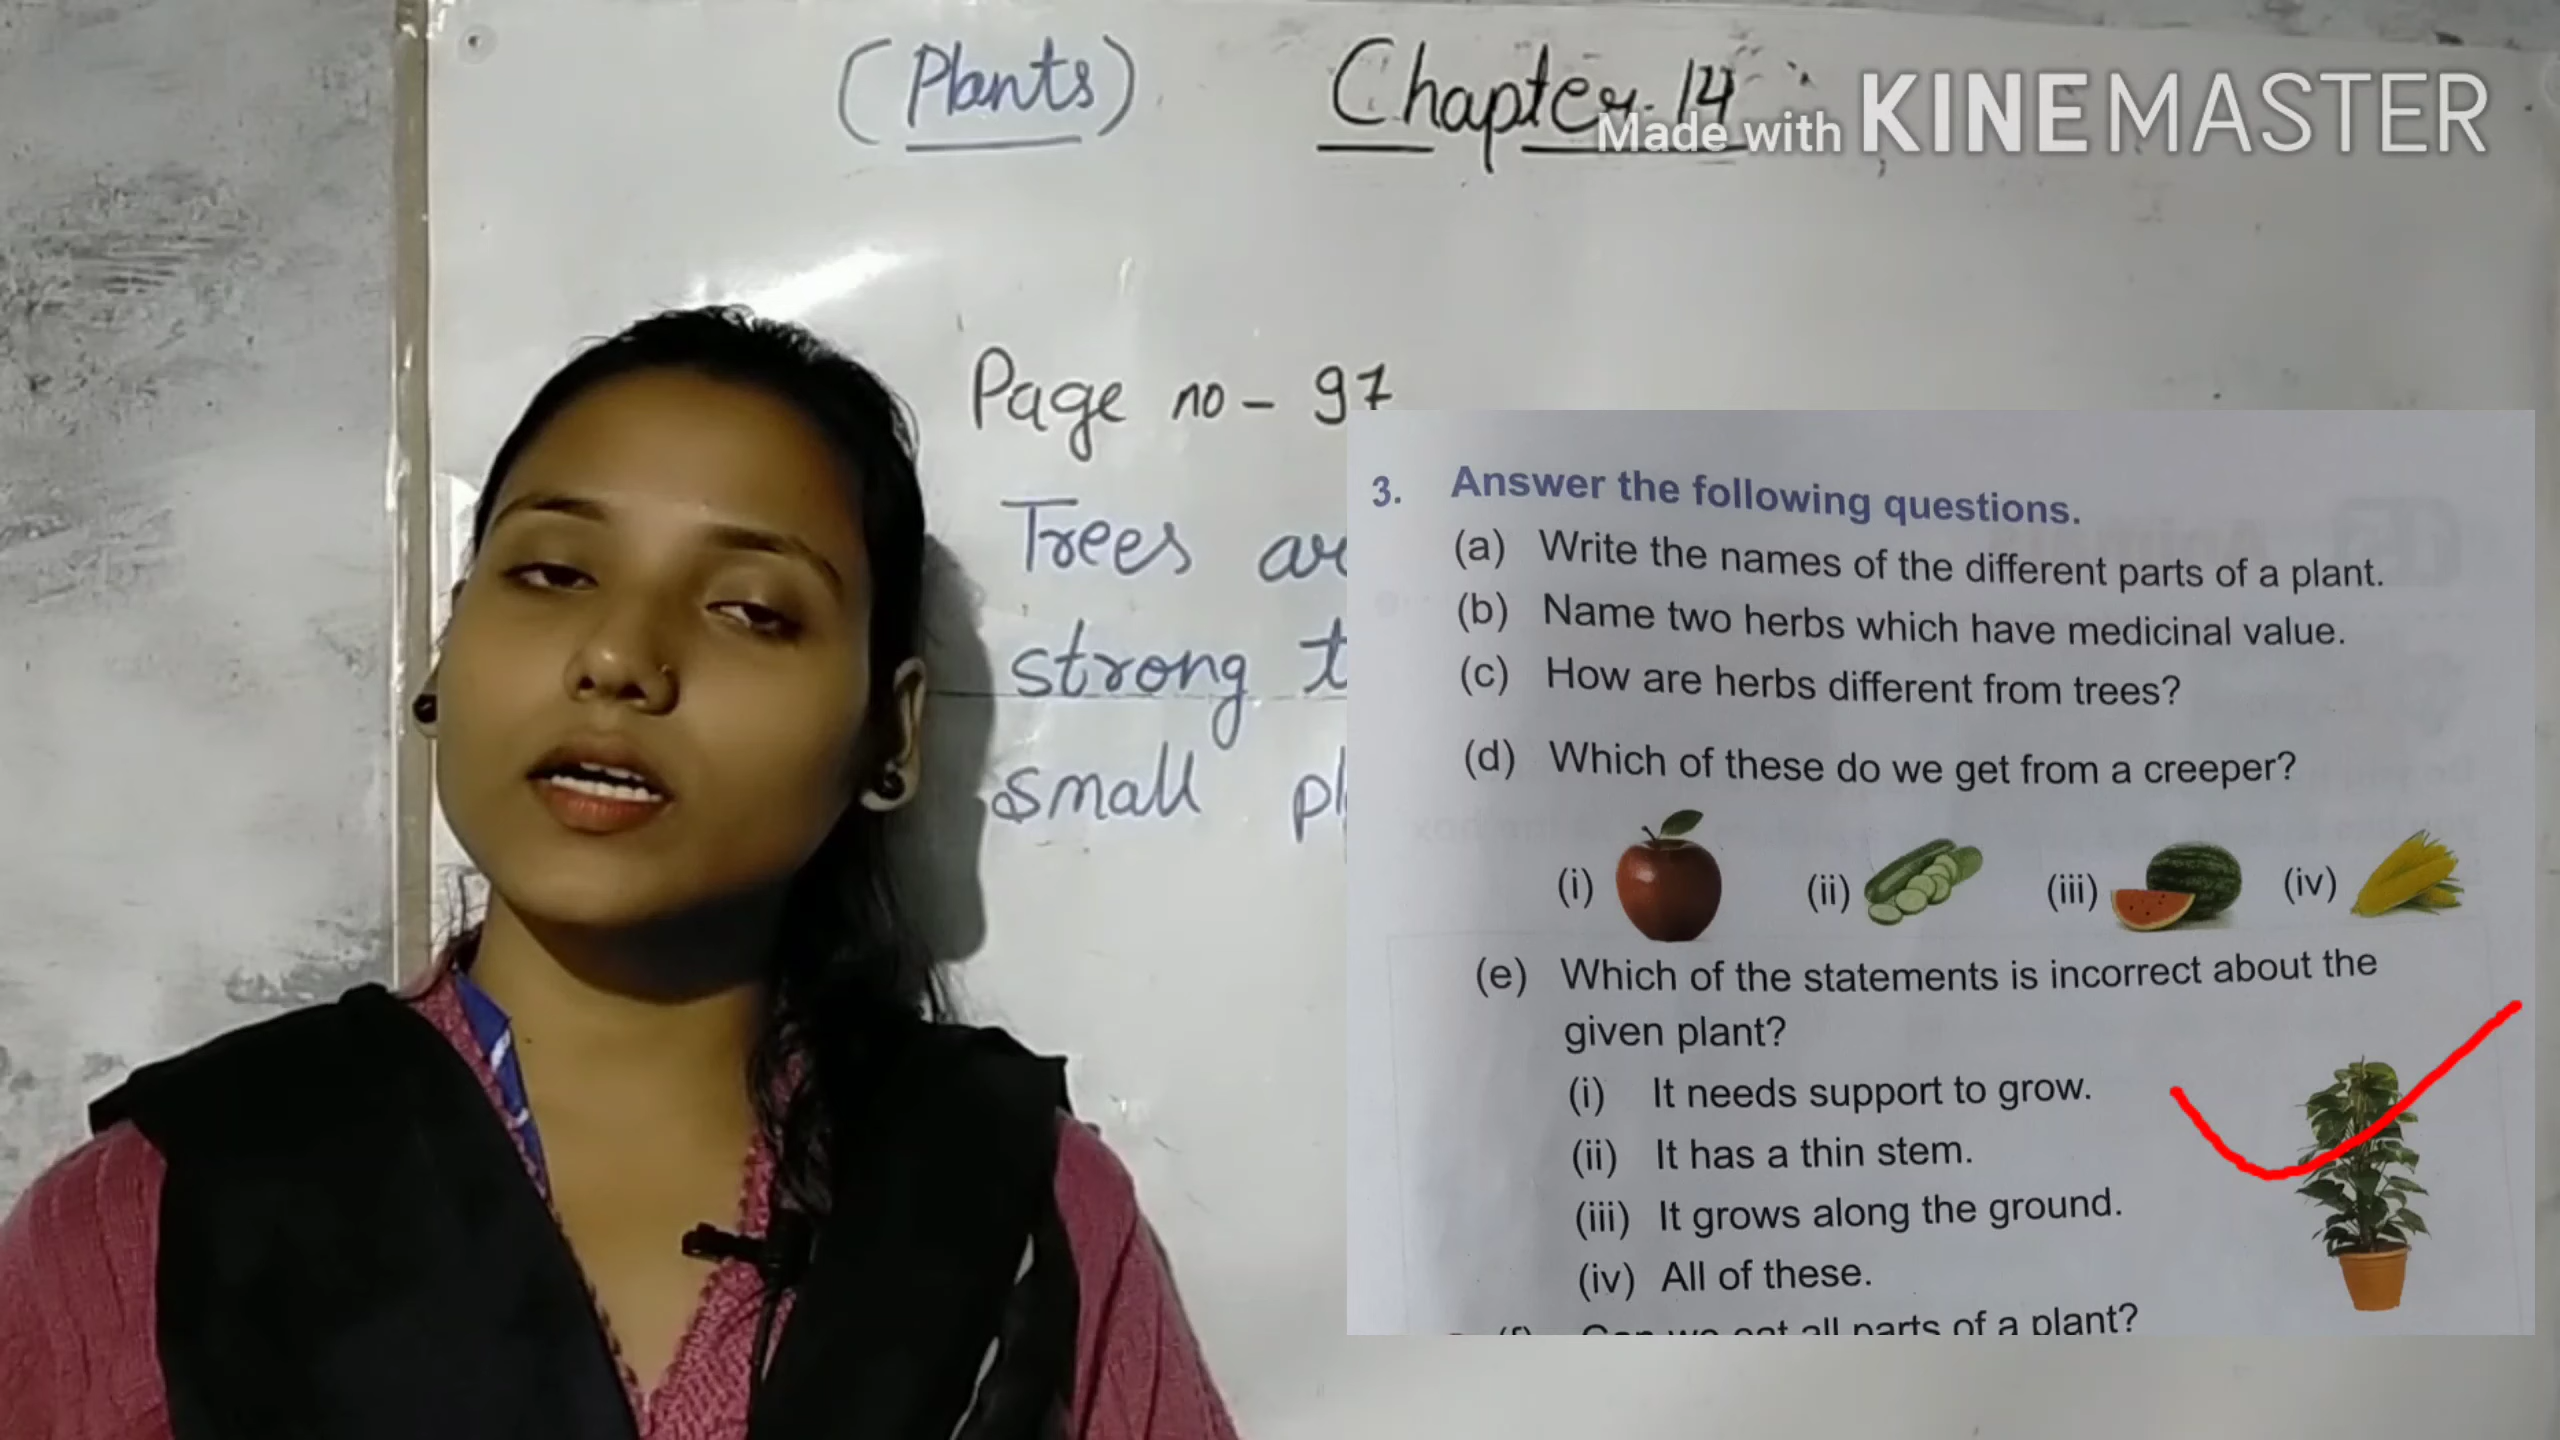 (Plants) Chapter-14
Made with KINEMASTER
Page no - 97
Trees
strong
small
3. Answer the following questions.
(a) Write the names of the different parts of a plant.
(b) Name two herbs which have medicinal value.
(c) How are herbs different from trees?
(d) Which of these do we get from a creeper?
(i) (ii) (iii) (iv)
(e) Which of the statements is incorrect about the
given plant?
(i) It needs support to grow.
(ii) It has a thin stem.
(iii) It grows along the ground.
(iv) All of these.
all parts of a plant?